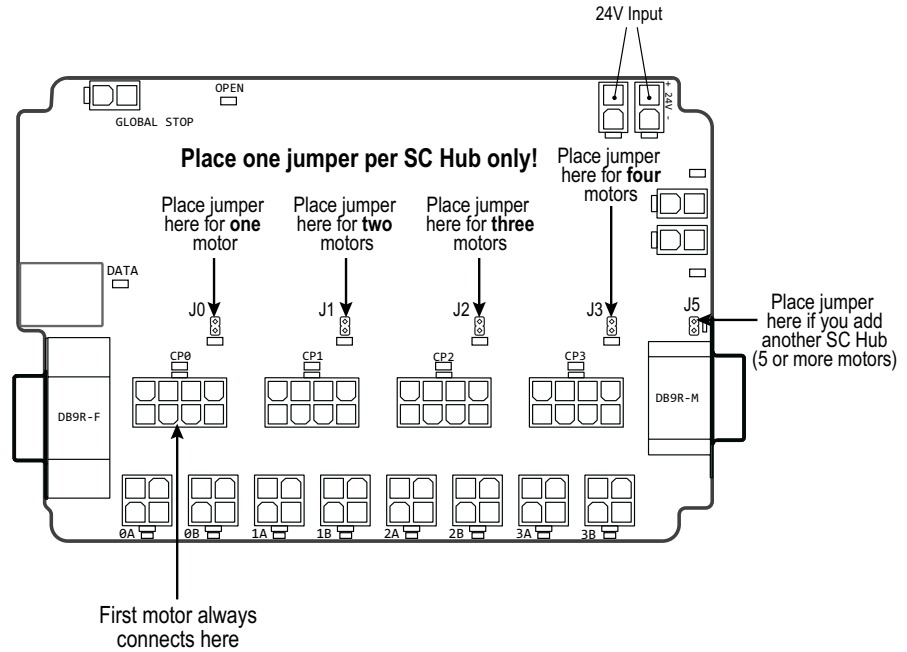 24V Input
OPEN
GLOBAL STOP
+ 24V -
Place one jumper per SC Hub only!
Place jumper
here for four
motors
Place jumper
here for one
motor
Place jumper
here for two
motors
Place jumper
here for three
motors
DATA
J0
J1
J2
J3
J5
Place jumper
here if you add
another SC Hub
(5 or more motors)
CP0
CP1
CP2
CP3
DB9R-F
DB9R-M
0A
0B
1A
1B
2A
2B
3A
3B
First motor always
connects here